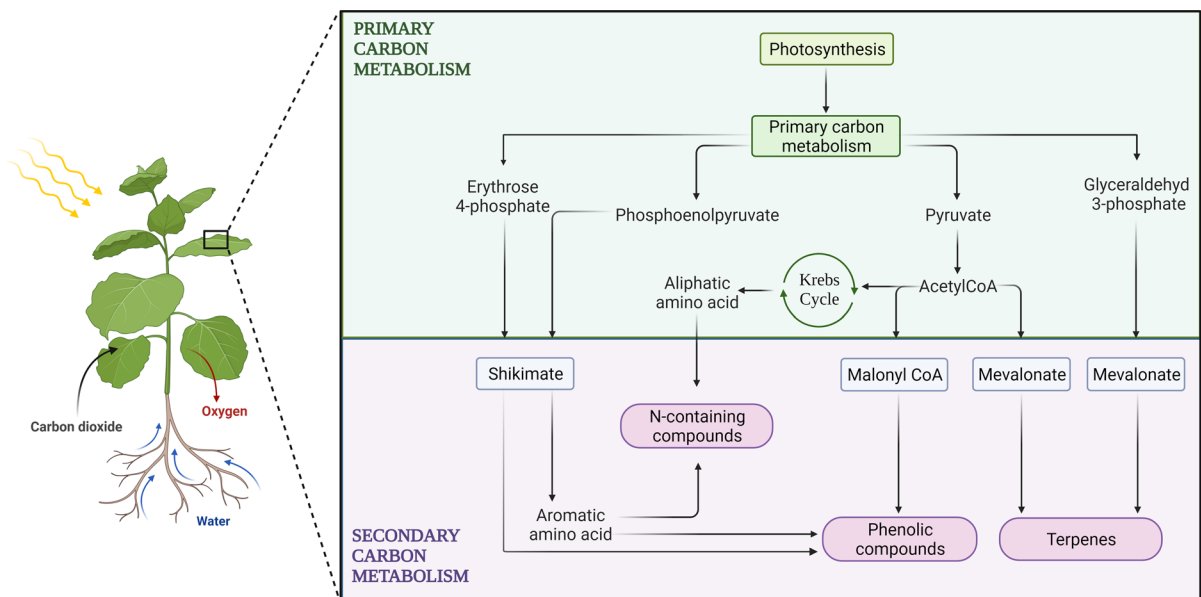 PRIMARY
CARBON
METABOLISM
Photosynthesis
Primary carbon
metabolism
Erythrose
4-phosphate
Phosphoenolpyruvate
Pyruvate
Glyceraldehyd
3-phosphate
Aliphatic
amino acid
Krebs
Cycle
AcetylCoA
Shikimate
Malonyl CoA
Mevalonate
Mevalonate
N-containing
compounds
Aromatic
amino acid
Phenolic
compounds
Terpenes
SECONDARY
CARBON
METABOLISM
Carbon dioxide
Oxygen
Water